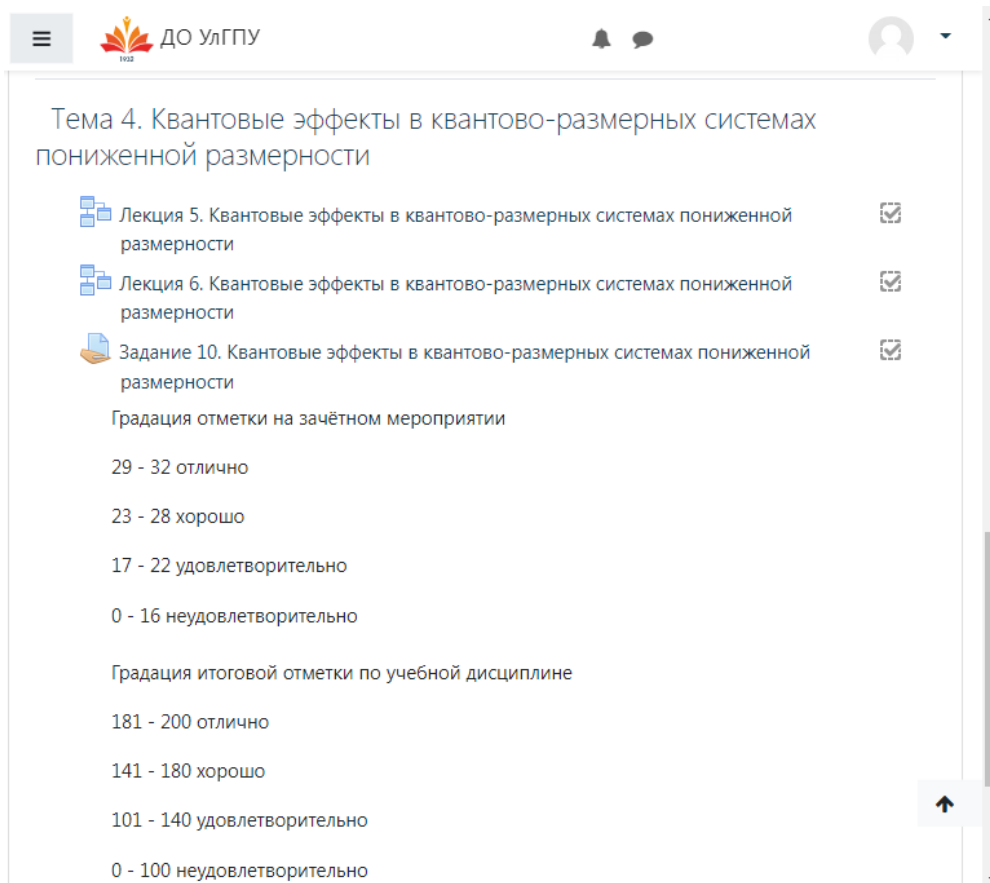 ДО УлГПУ
1932
Тема 4. Квантовые эффекты в квантово-размерных системах
пониженной размерности
Лекция 5. Квантовые эффекты в квантово-размерных системах пониженной
размерности
Лекция 6. Квантовые эффекты в квантово-размерных системах пониженной
размерности
Задание 10. Квантовые эффекты в квантово-размерных системах пониженной
размерности
Градация отметки на зачётном мероприятии
29 - 32 отлично
23 - 28 хорошо
17 - 22 удовлетворительно
0 - 16 неудовлетворительно
Градация итоговой отметки по учебной дисциплине
181 - 200 отлично
141 - 180 хорошо
101 - 140 удовлетворительно
0 - 100 неудовлетворительно